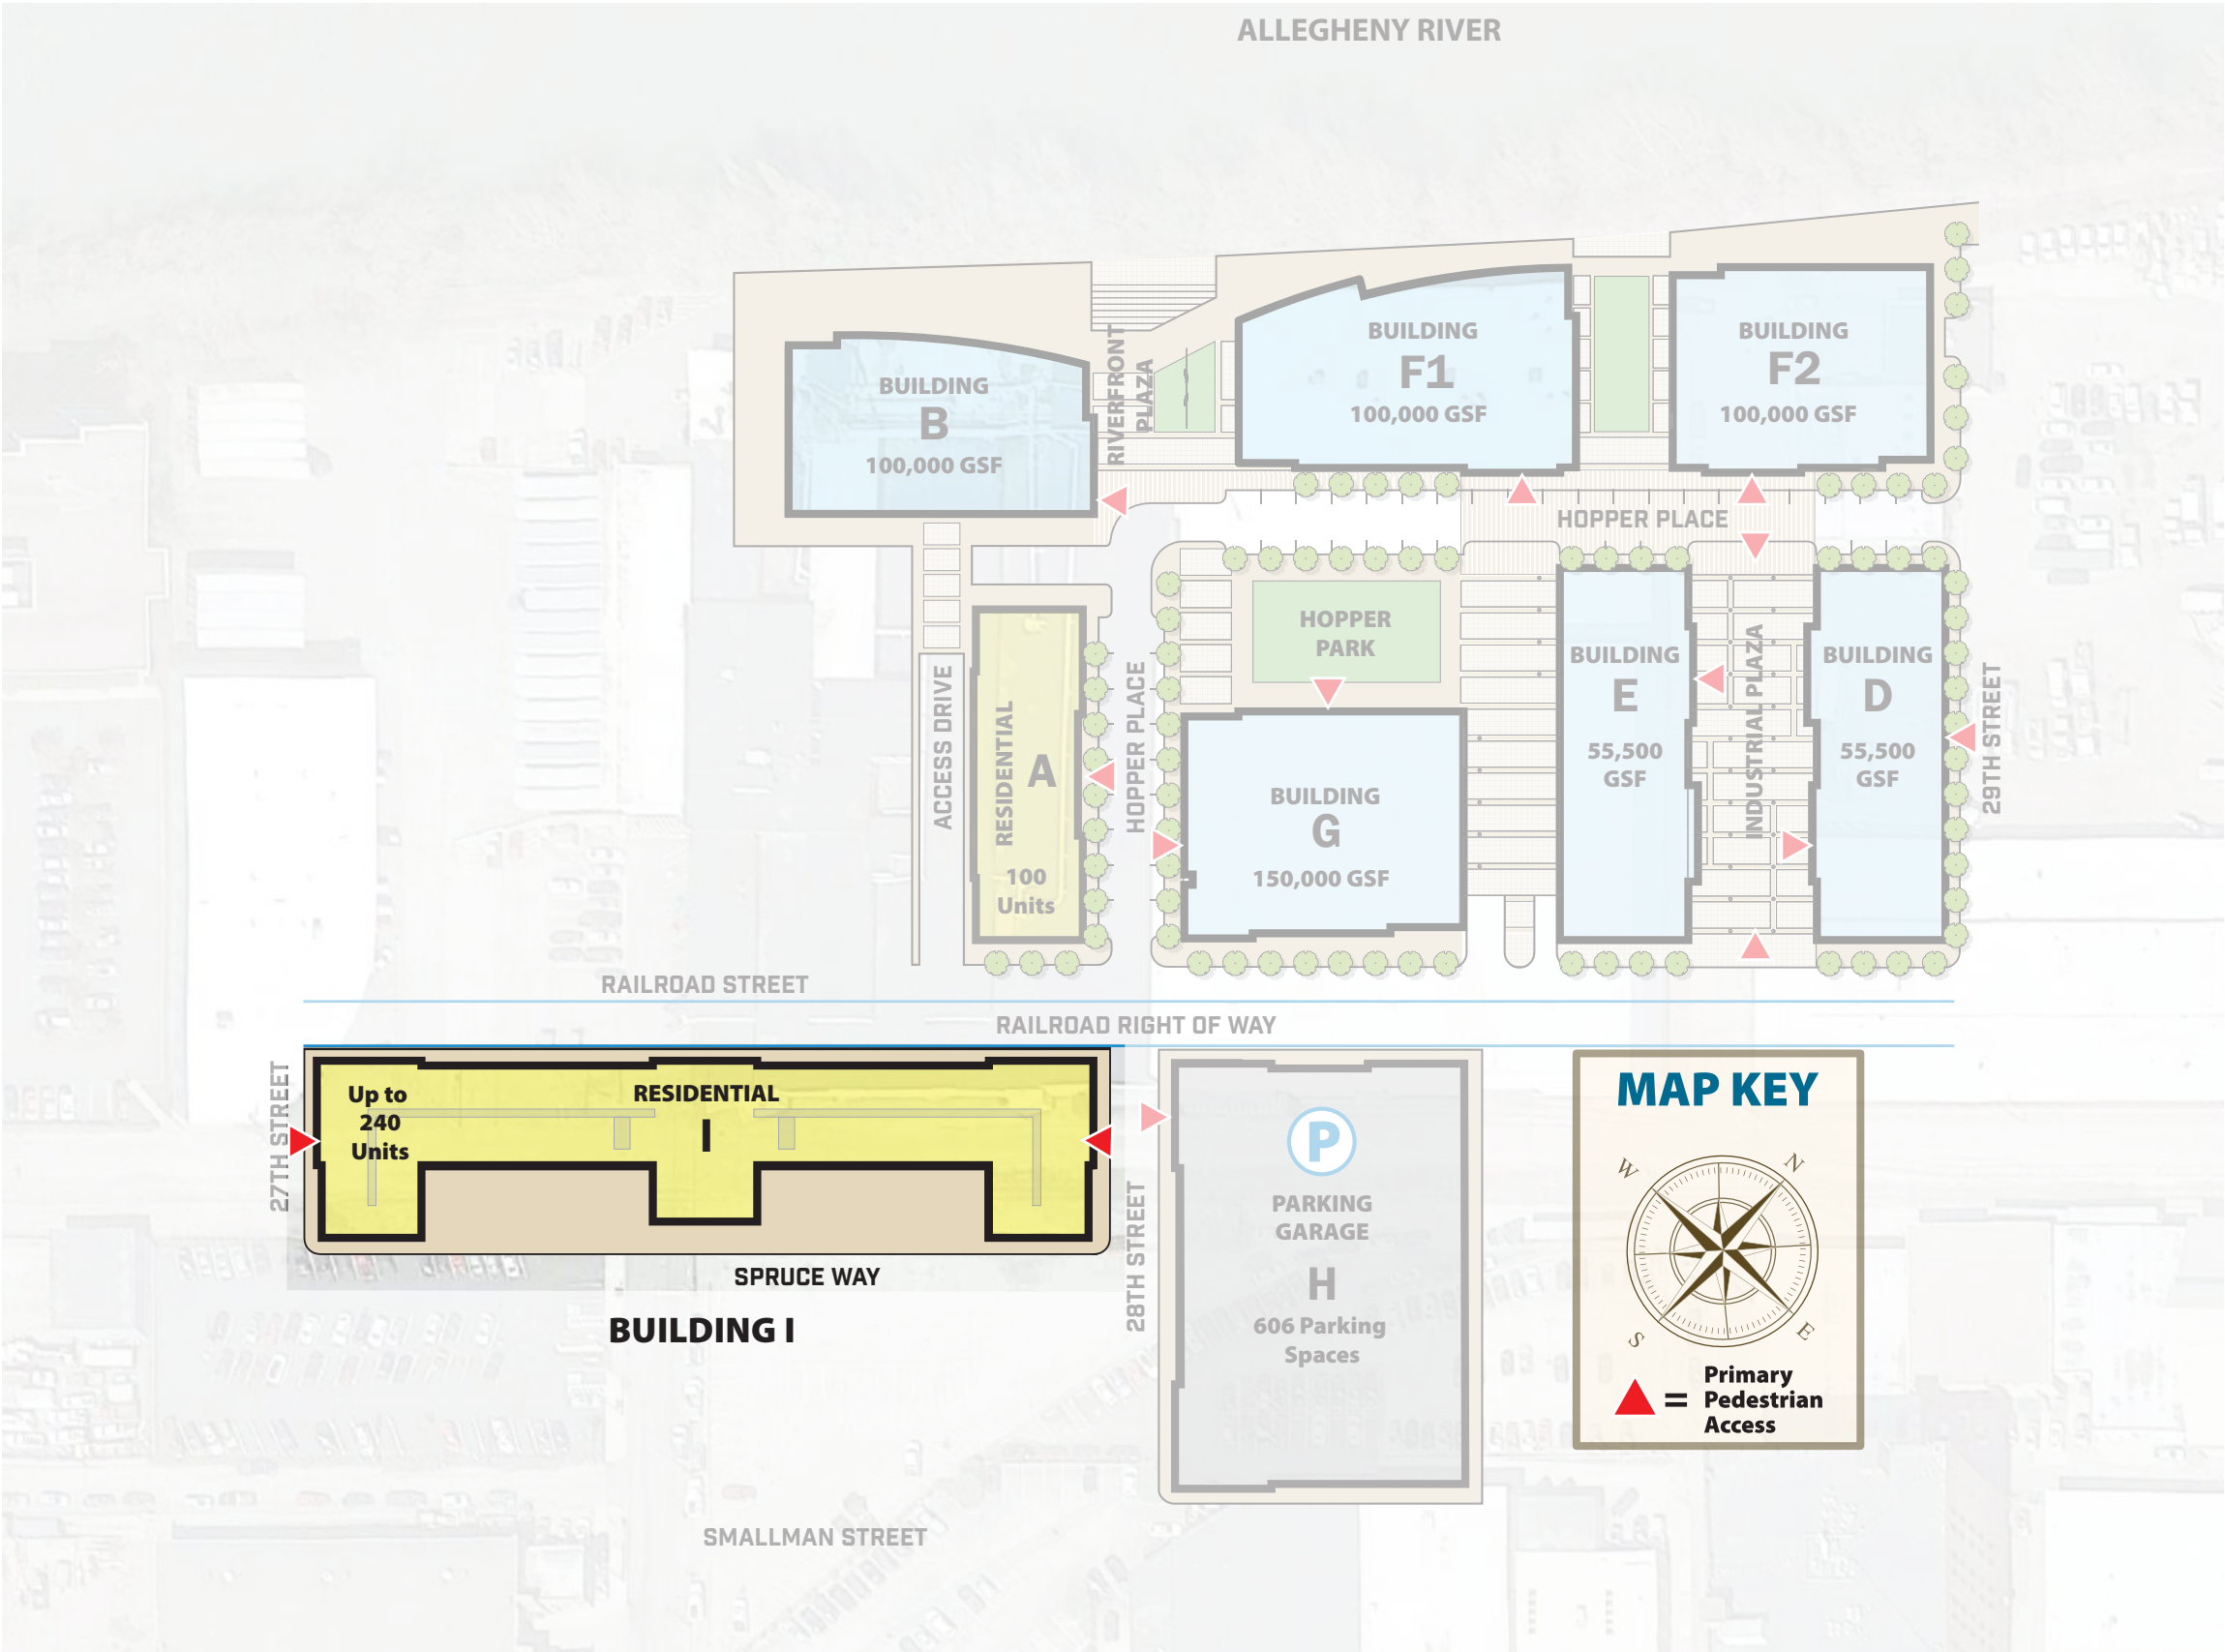 ALLEGHENY RIVER
BUILDING
B
100,000 GSF
RIVERFRONT
PLAZA
BUILDING
F1
100,000 GSF
BUILDING
F2
100,000 GSF
HOPPER PLACE
ACCESS DRIVE
RESIDENTIAL
A
100
Units
HOPPER PLACE
HOPPER
PARK
BUILDING
G
150,000 GSF
BUILDING
E
55,500
GSF
INDUSTRIAL PLAZA
BUILDING
D
55,500
GSF
29TH STREET
RAILROAD STREET
RAILROAD RIGHT OF WAY
27TH STREET
Up to
240
Units
RESIDENTIAL
I
SPRUCE WAY
BUILDING I
28TH STREET
P
PARKING
GARAGE
H
606 Parking
Spaces
MAP KEY
W
N
S
E
=
Primary
Pedestrian
Access
SMALLMAN STREET